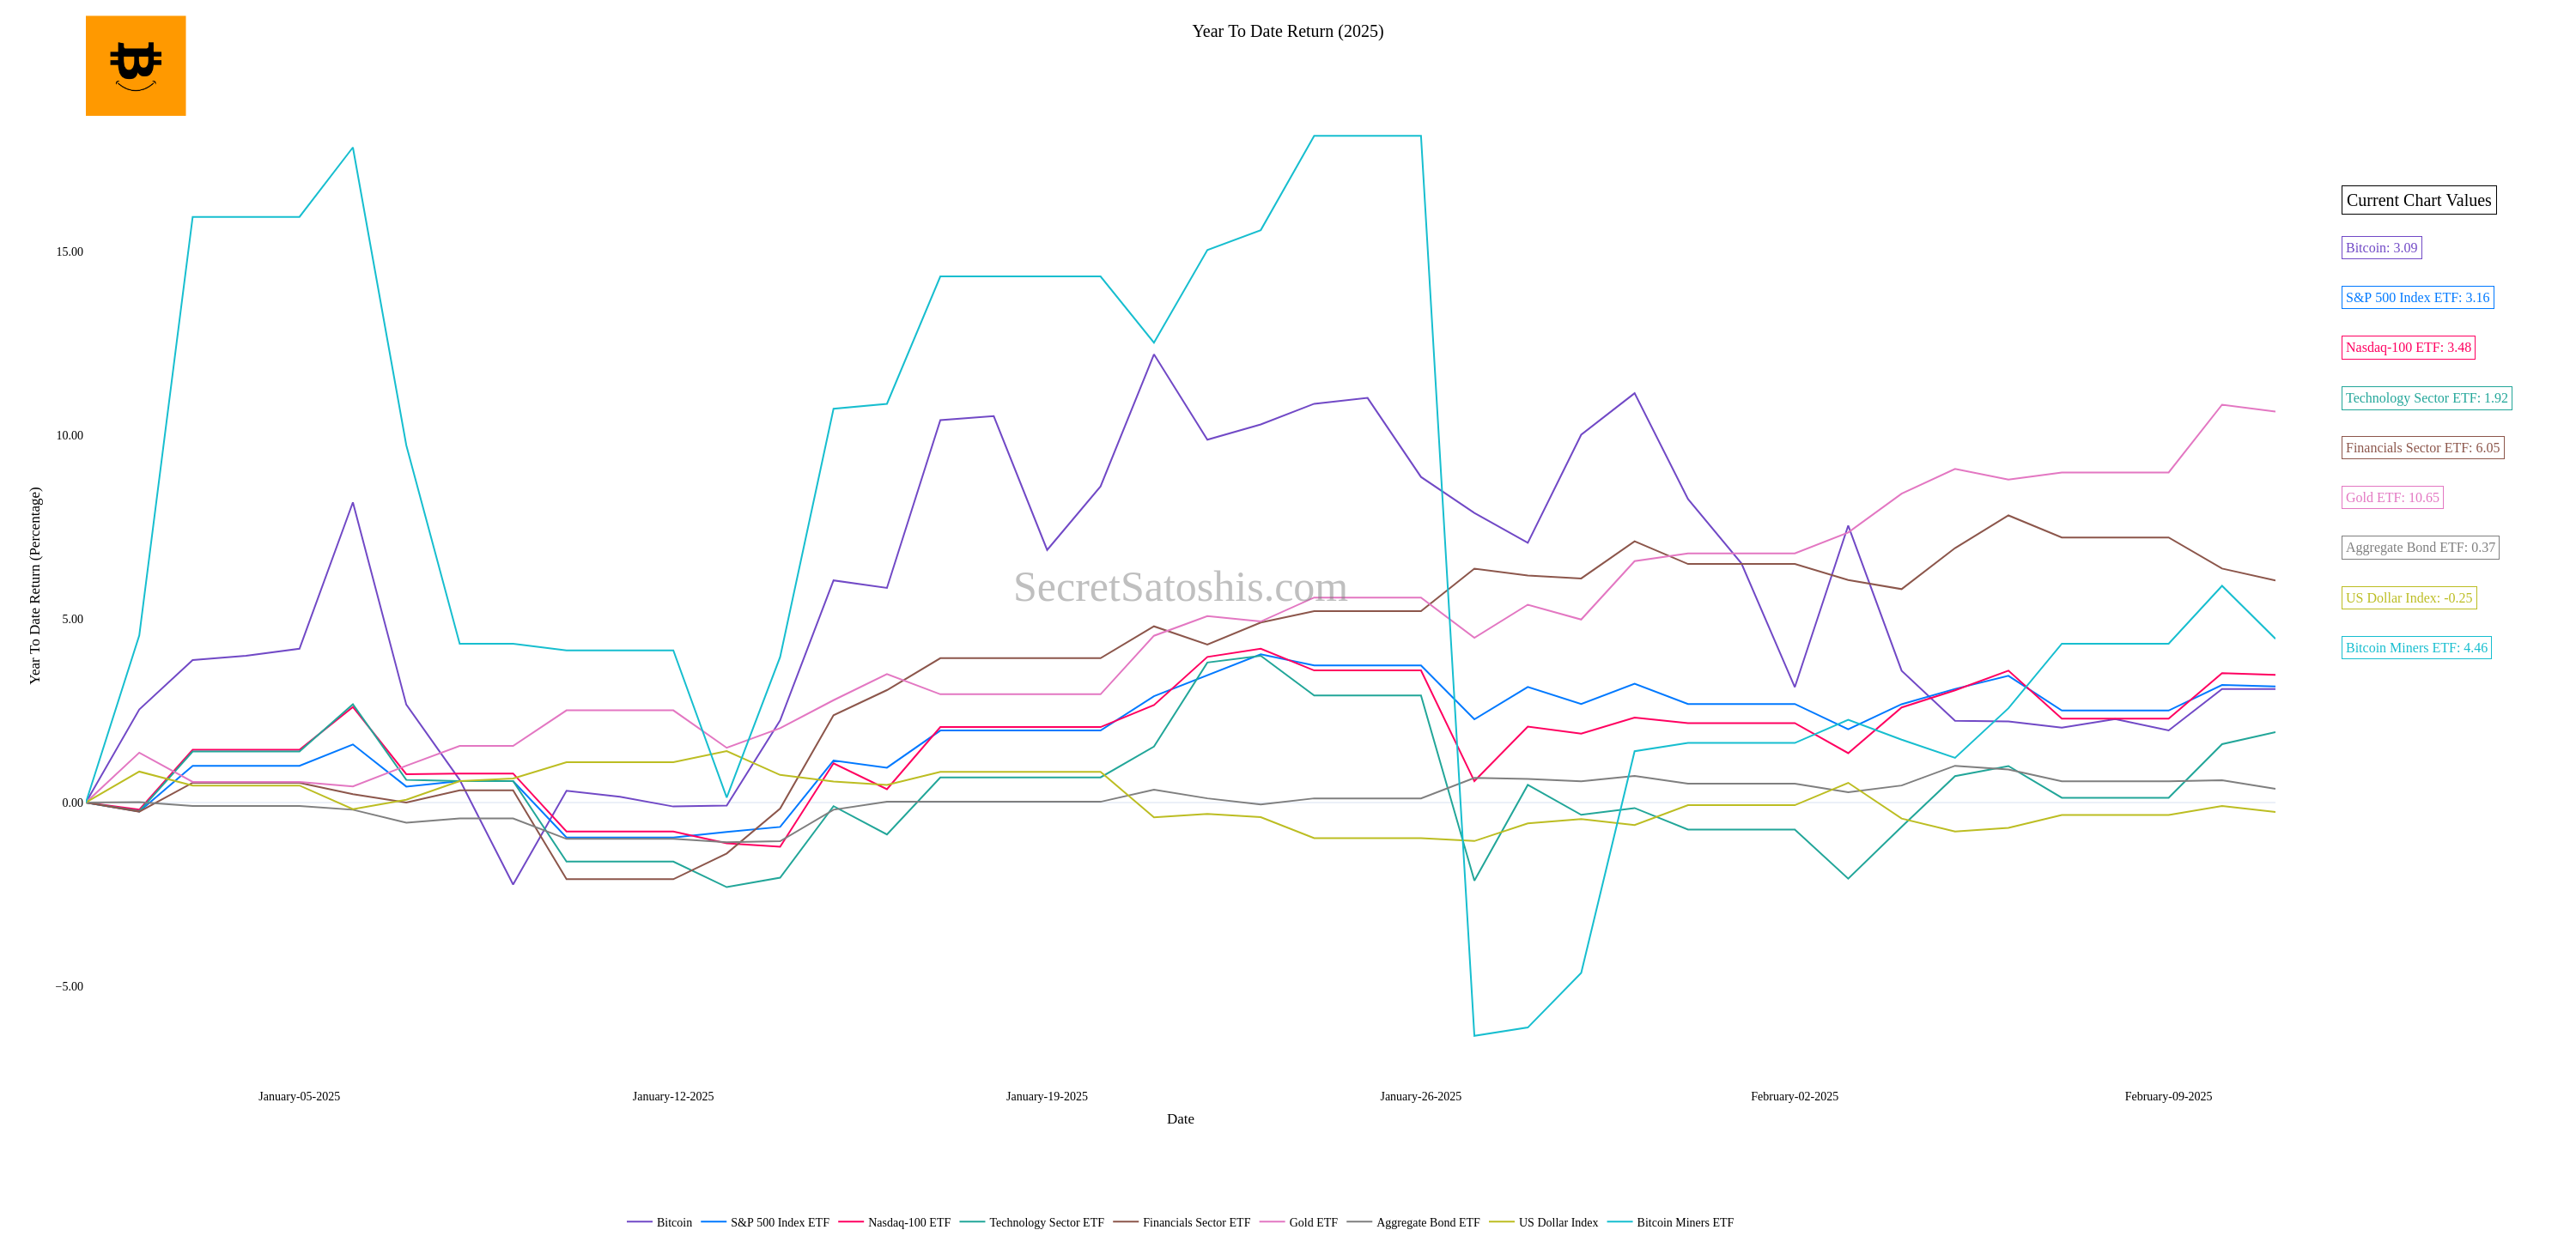 Year To Date Return (2025)
Current Chart Values
Bitcoin: 3.09
S&P 500 Index ETF: 3.16
Nasdaq-100 ETF: 3.48
Technology Sector ETF: 1.92
Financials Sector ETF: 6.05
Gold ETF: 10.65
Aggregate Bond ETF: 0.37
US Dollar Index: -0.25
Bitcoin Miners ETF: 4.46
15.00
10.00
5.00
0.00
−5.00
Year To Date Return (Percentage)
SecretSatoshis.com
January-05-2025
January-12-2025
January-19-2025
January-26-2025
February-02-2025
February-09-2025
Date
Bitcoin
S&P 500 Index ETF
Nasdaq-100 ETF
Technology Sector ETF
Financials Sector ETF
Gold ETF
Aggregate Bond ETF
US Dollar Index
Bitcoin Miners ETF